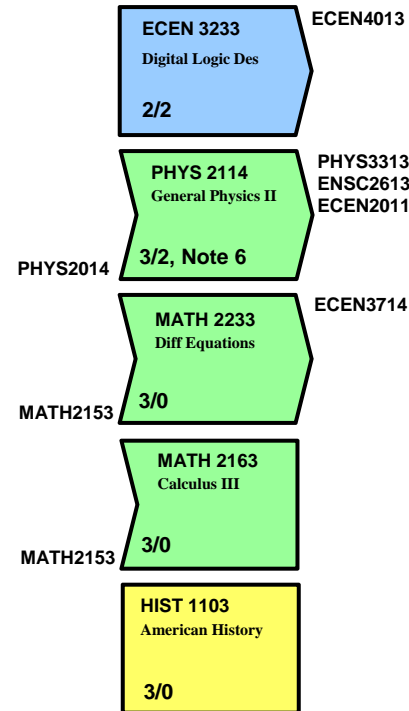 ECEN4013
ECEN 3233
Digital Logic Des
2/2
PHYS3313
ENSC2613
ECEN2011
PHYS 2114
General Physics II
3/2, Note 6
PHYS2014
ECEN3714
MATH 2233
Diff Equations
3/0
MATH2153
MATH 2163
Calculus III
3/0
MATH2153
HIST 1103
American History
3/0